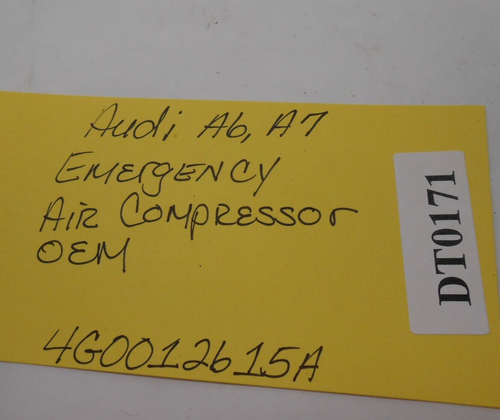 Audi A6, A7
EMERGENCY
AIR COMPRESSOR
OEM
4G0012615A
DT0171